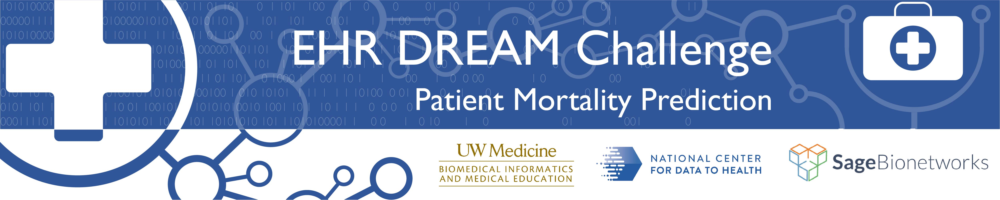 EHR DREAM Challenge
Patient Mortality Prediction
UW Medicine
BIOMEDICAL INFORMATICS
AND MEDICAL EDUCATION
NATIONAL CENTER
FOR DATA TO HEALTH
SageBionetworks